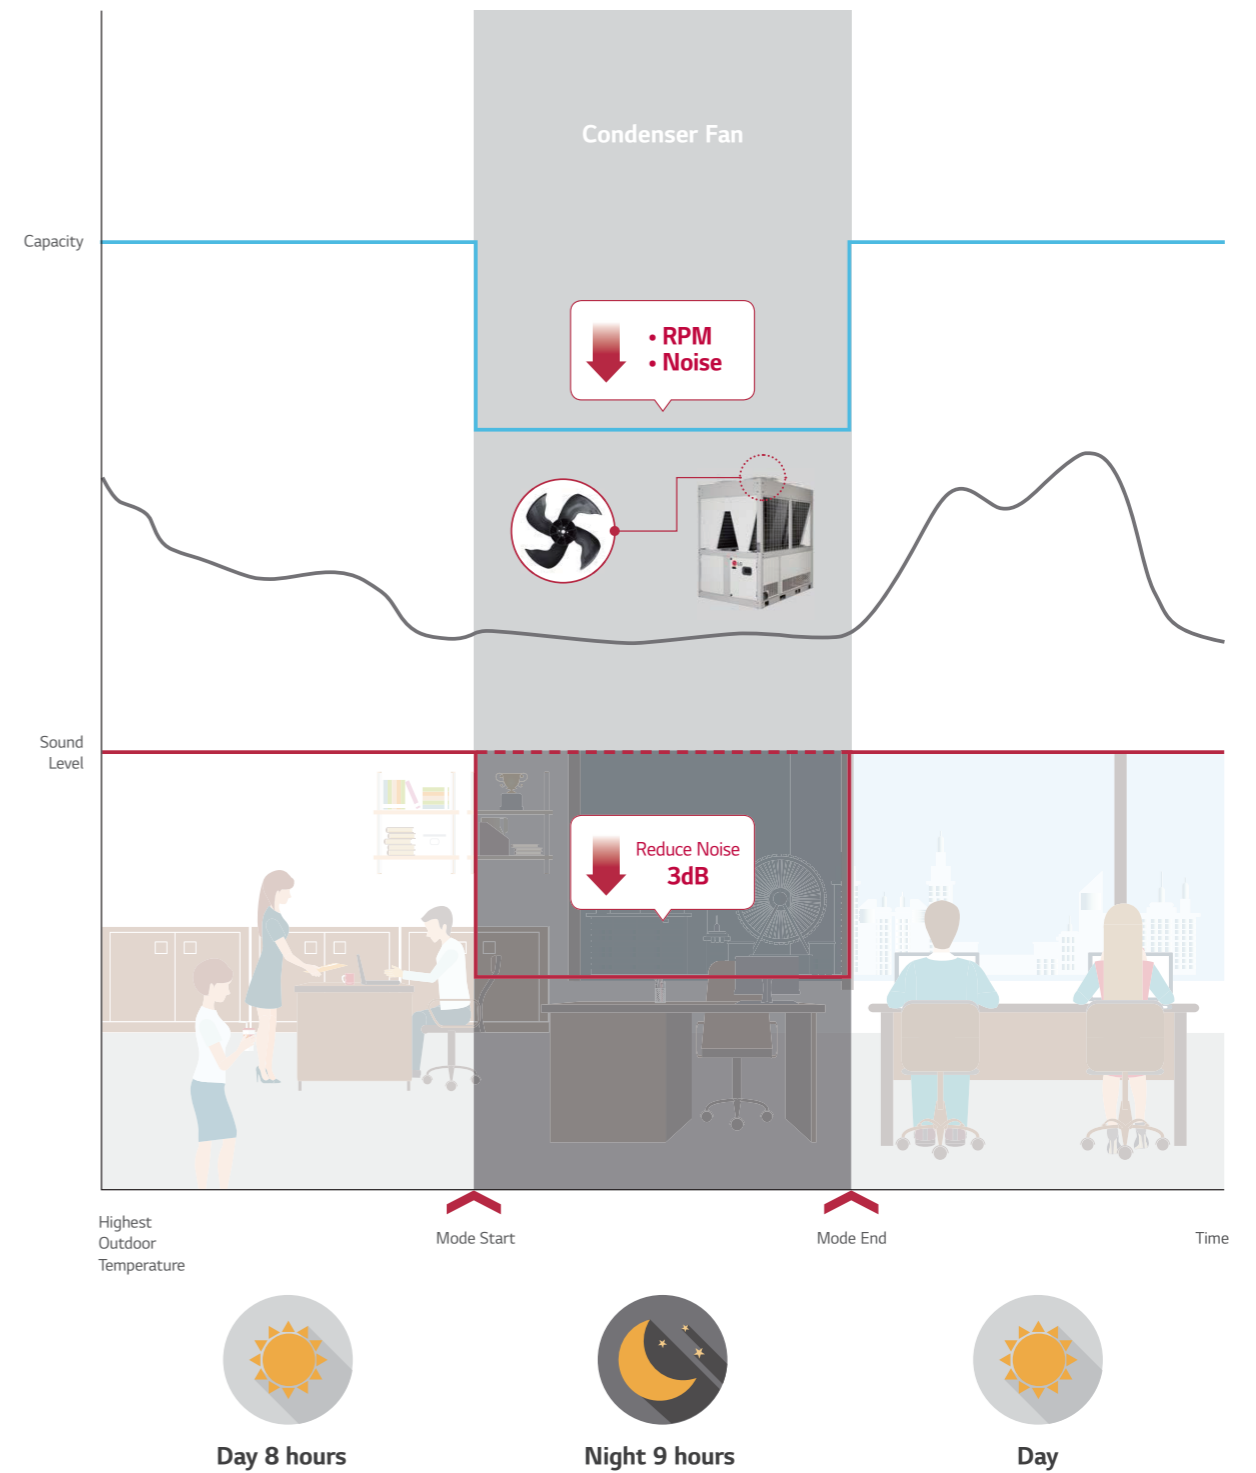 Condenser Fan
Capacity
• RPM
• Noise
Sound
Level
Reduce Noise
3dB
Highest
Outdoor
Temperature
Mode Start
Mode End
Time
Day 8 hours
Night 9 hours
Day